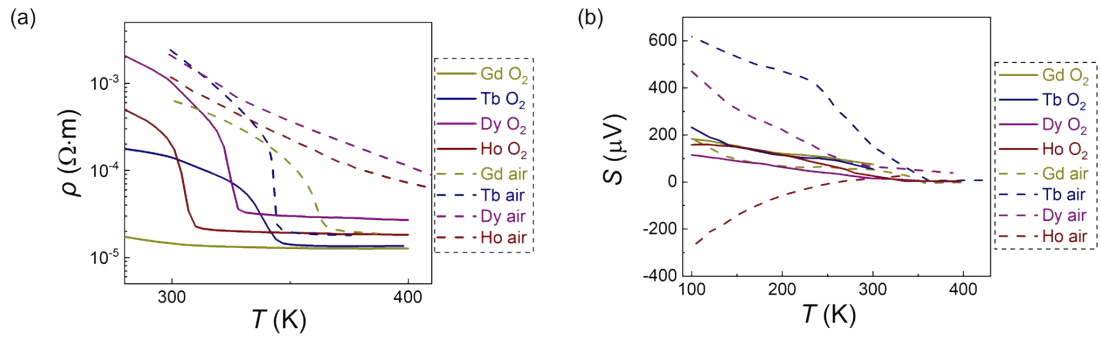 (a)
10⁻³
10⁻⁴
10⁻⁵
ρ (Ω·m)
300
400
T (K)
Gd O₂
Tb O₂
Dy O₂
Ho O₂
Gd air
Tb air
Dy air
Ho air
(b)
600
400
200
0
-200
-400
S (μV)
100
200
300
400
T (K)
Gd O₂
Tb O₂
Dy O₂
Ho O₂
Gd air
Tb air
Dy air
Ho air